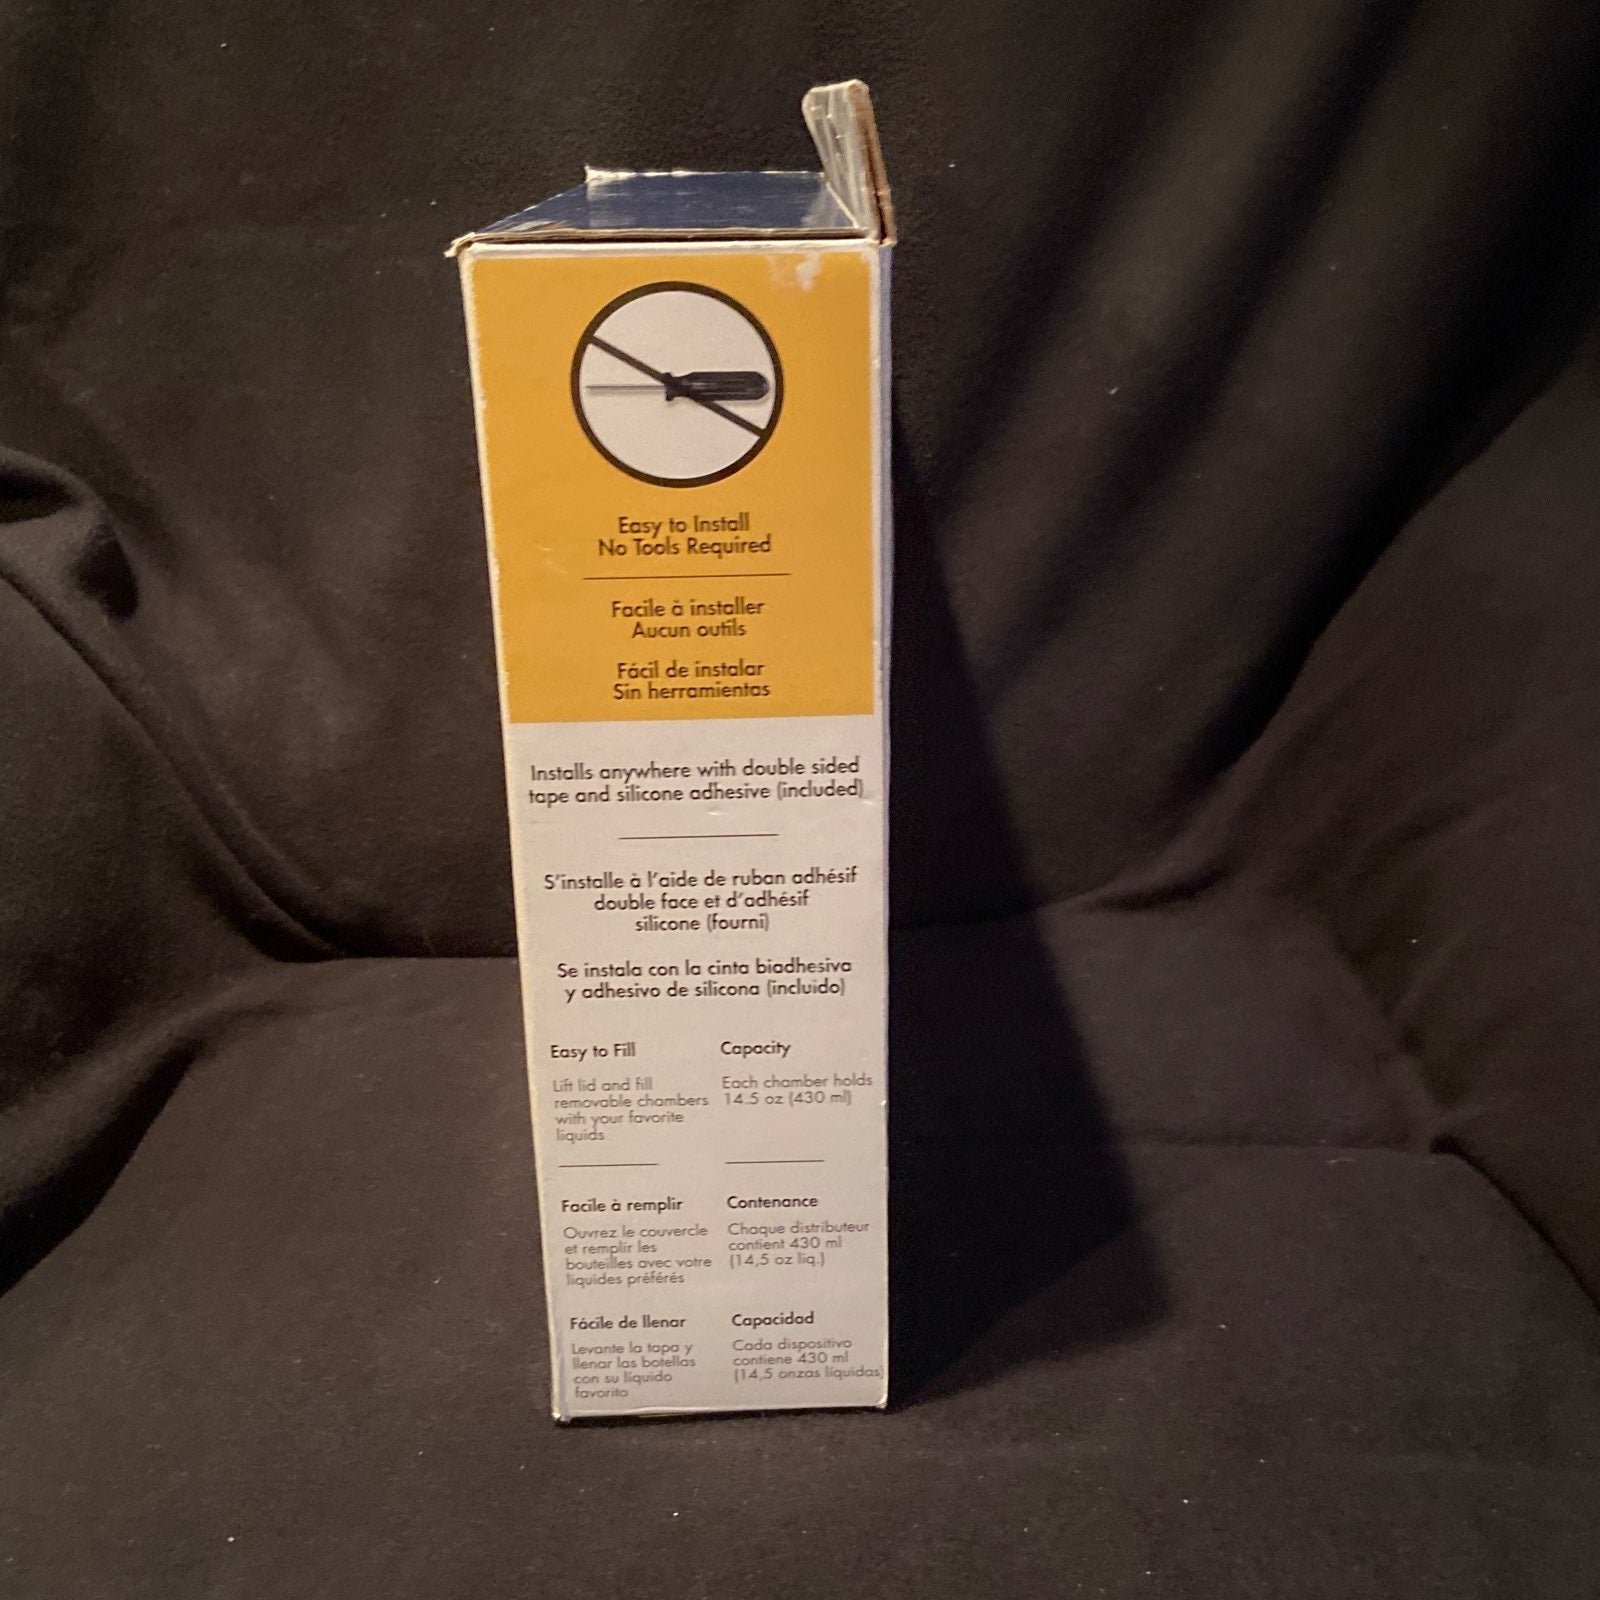 Easy to Install
No Tools Required
Facile à installer
Aucun outils
Fácil de instalar
Sin herramientas
Installs anywhere with double sided
tape and silicone adhesive (included)
S'installe à l'aide de ruban adhésif
double face et d'adhésif
silicone (fourni)
Se instala con la cinta biadhesiva
y adhesivo de silicona (incluido)
Easy to Fill
Lift lid and fill
removable chambers
with your favorite
liquids
Capacity
Each chamber holds
14.5 oz (430 ml)
Facile à remplir
Ouvrez le couvercle
et remplir les
bouteilles avec votre
liquides préférés
Contenance
Chaque distributeur
contient 430 ml
(14,5 oz liq.)
Fácile de llenar
Levante la tapa y
llenar las botellas
con su líquido
favorito
Capacidad
Cada dispositivo
contiene 430 ml
(14,5 onzas líquidas)